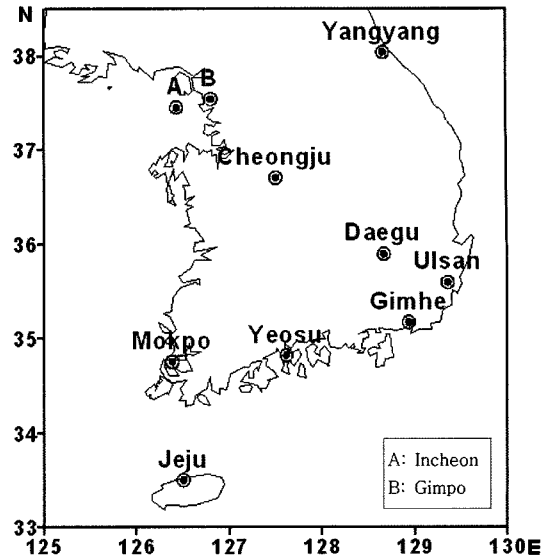 N
Yangyang
38
A B
37
Cheongju
36
Daegu
Ulsan
Gimhe
35
Mokpo
Yeosu
34
Jeju
A: Incheon
B: Gimpo
33
125 126 127 128 129 130E